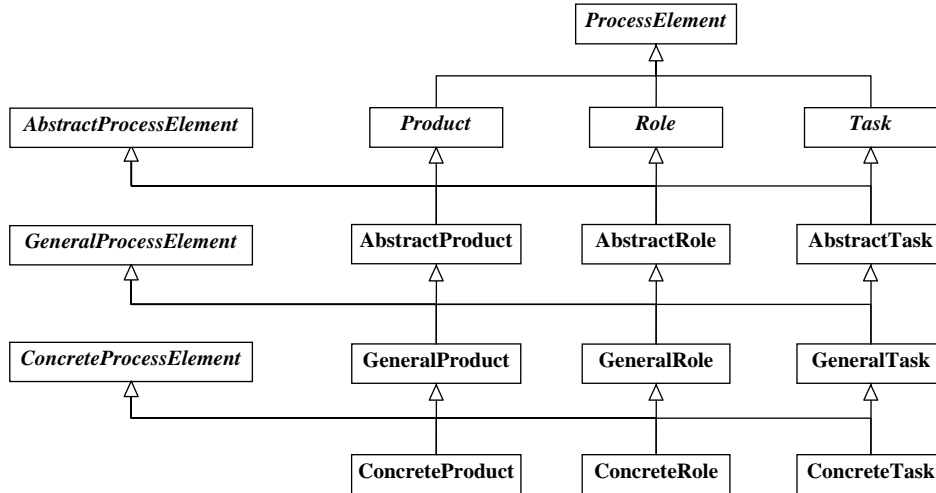 ProcessElement
AbstractProcessElement
Product
Role
Task
GeneralProcessElement
AbstractProduct
AbstractRole
AbstractTask
ConcreteProcessElement
GeneralProduct
GeneralRole
GeneralTask
ConcreteProduct
ConcreteRole
ConcreteTask